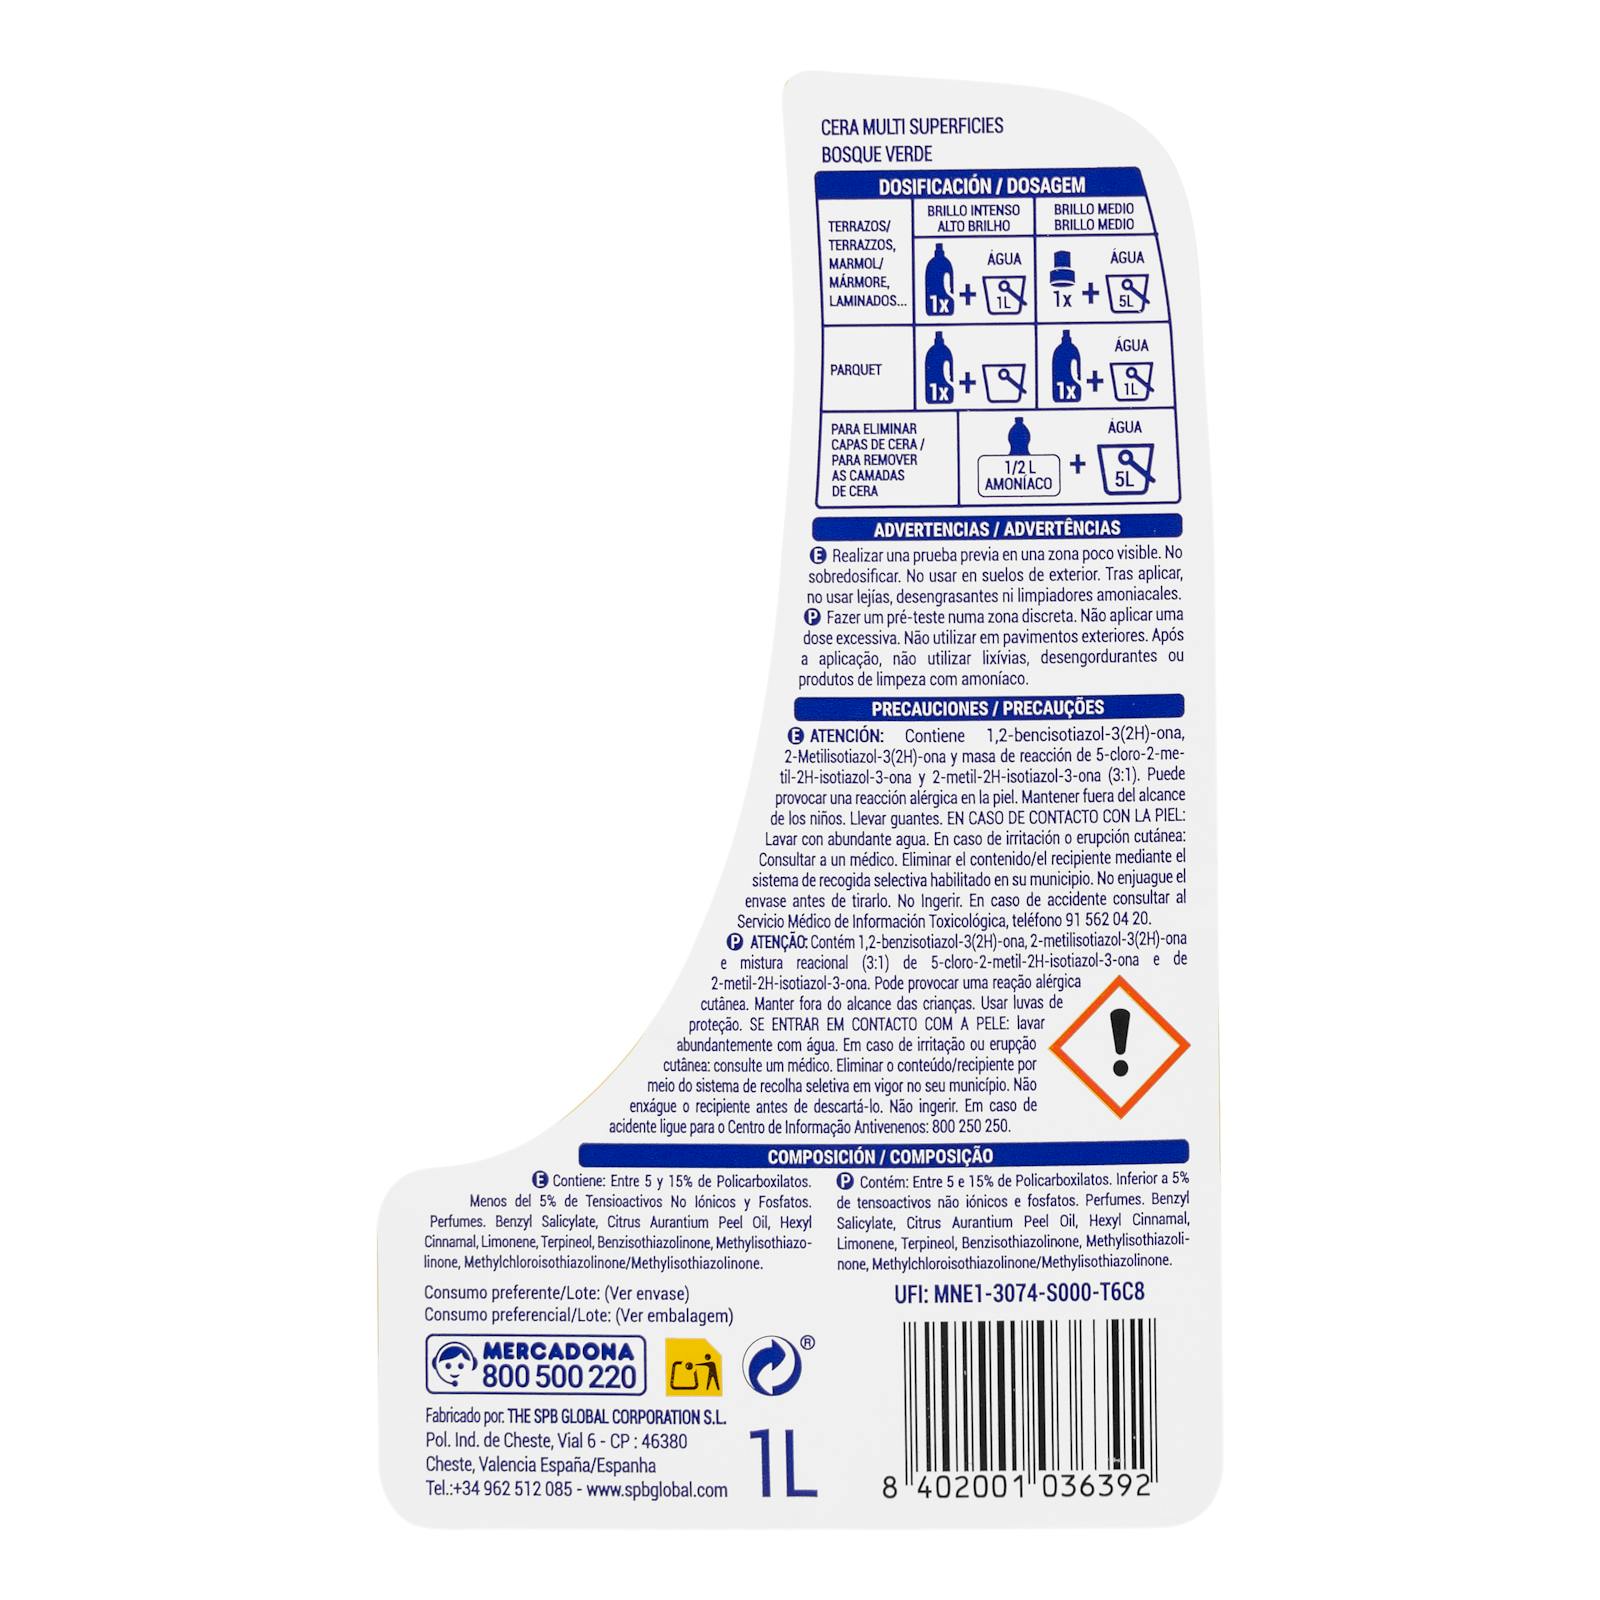 CERA MULTI SUPERFICIES
BOSQUE VERDE
DOSIFICACIÓN / DOSAGEM
BRILLO INTENSO
ALTO BRILHO
BRILLO MEDIO
BRILLO MEDIO
TERRAZOS/
TERRAZZOS,
MARMOL/
MÁRMORE,
LAMINADOS...
1x + ÁGUA 1L
1x + ÁGUA 5L
PARQUET
1x +
1x + ÁGUA 1L
PARA ELIMINAR
CAPAS DE CERA /
PARA REMOVER
AS CAMADAS
DE CERA
1/2 L
AMONÍACO
+ ÁGUA 5L
ADVERTENCIAS / ADVERTÊNCIAS
E Realizar una prueba previa en una zona poco visible. No
sobredosificar. No usar en suelos de exterior. Tras aplicar,
no usar lejías, desengrasantes ni limpiadores amoniacales.
P Fazer um pré-teste numa zona discreta. Não aplicar uma
dose excessiva. Não utilizar em pavimentos exteriores. Após
a aplicação, não utilizar lixívias, desengordurantes ou
produtos de limpeza com amoníaco.
PRECAUCIONES / PRECAUÇÕES
E ATENCIÓN: Contiene 1,2-bencisotiazol-3(2H)-ona,
2-Metilisotiazol-3(2H)-ona y masa de reacción de 5-cloro-2-me-
til-2H-isotiazol-3-ona y 2-metil-2H-isotiazol-3-ona (3:1). Puede
provocar una reacción alérgica en la piel. Mantener fuera del alcance
de los niños. Llevar guantes. EN CASO DE CONTACTO CON LA PIEL:
Lavar con abundante agua. En caso de irritación o erupción cutánea:
Consultar a un médico. Eliminar el contenido/el recipiente mediante el
sistema de recogida selectiva habilitado en su municipio. No enjuague el
envase antes de tirarlo. No Ingerir. En caso de accidente consultar al
Servicio Médico de Información Toxicológica, teléfono 91 562 04 20.
P ATENÇÃO: Contém 1,2-benzisotiazol-3(2H)-ona, 2-metilisotiazol-3(2H)-ona
e mistura reacional (3:1) de 5-cloro-2-metil-2H-isotiazol-3-ona e de
2-metil-2H-isotiazol-3-ona. Pode provocar uma reação alérgica
cutânea. Manter fora do alcance das crianças. Usar luvas de
proteção. SE ENTRAR EM CONTACTO COM A PELE: lavar
abundantemente com água. Em caso de irritação ou erupção
cutânea: consulte um médico. Eliminar o conteúdo/recipiente por
meio do sistema de recolha seletiva em vigor no seu município. Não
enxágue o recipiente antes de descartá-lo. Não ingerir. Em caso de
acidente ligue para o Centro de Informação Antivenenos: 800 250 250.
COMPOSICIÓN / COMPOSIÇÃO
E Contiene: Entre 5 y 15% de Policarboxilatos.
Menos del 5% de Tensioactivos No Iónicos y Fosfatos.
Perfumes. Benzyl Salicylate, Citrus Aurantium Peel Oil, Hexyl
Cinnamal, Limonene, Terpineol, Benzisothiazolinone, Methylisothiazo-
linone, Methylchloroisothiazolinone/Methylisothiazolinone.
P Contém: Entre 5 e 15% de Policarboxilatos. Inferior a 5%
de tensoactivos não iónicos e fosfatos. Perfumes. Benzyl
Salicylate, Citrus Aurantium Peel Oil, Hexyl Cinnamal,
Limonene, Terpineol, Benzisothiazolinone, Methylisothiazoli-
none, Methylchloroisothiazolinone/Methylisothiazolinone.
Consumo preferente/Lote: (Ver envase)
Consumo preferencial/Lote: (Ver embalagem)
UFI: MNE1-3074-S000-T6C8
MERCADONA
800 500 220
®
Fabricado por: THE SPB GLOBAL CORPORATION S.L.
Pol. Ind. de Cheste, Vial 6 - CP : 46380
Cheste, Valencia España/Espanha
Tel.:+34 962 512 085 - www.spbglobal.com
1L
8 402001 036392